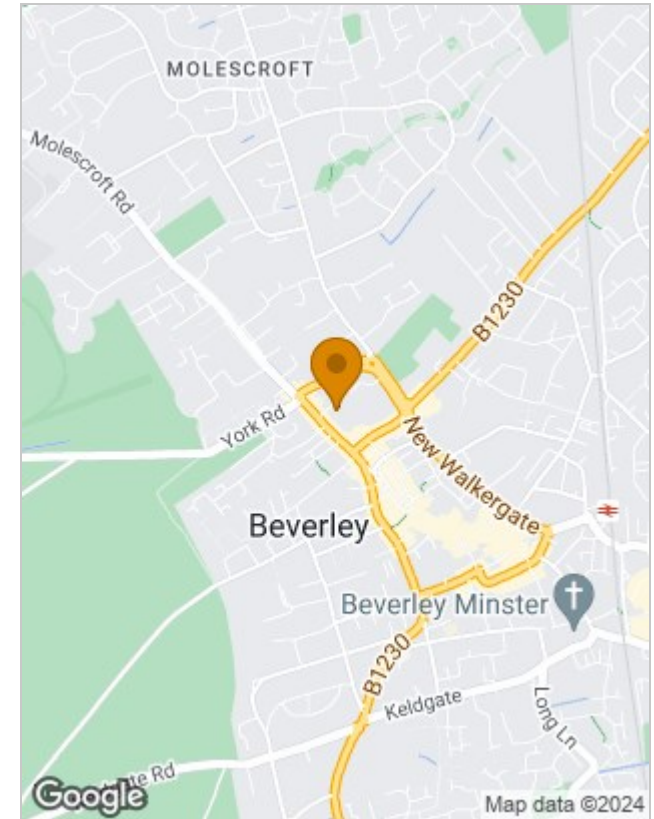 MOLESCROFT
Molescroft Rd
B1230
York Rd
New Walkergate
Beverley
Beverley Minster
B1230
Keldgate
Long Ln
Rd
Google
Map data ©2024